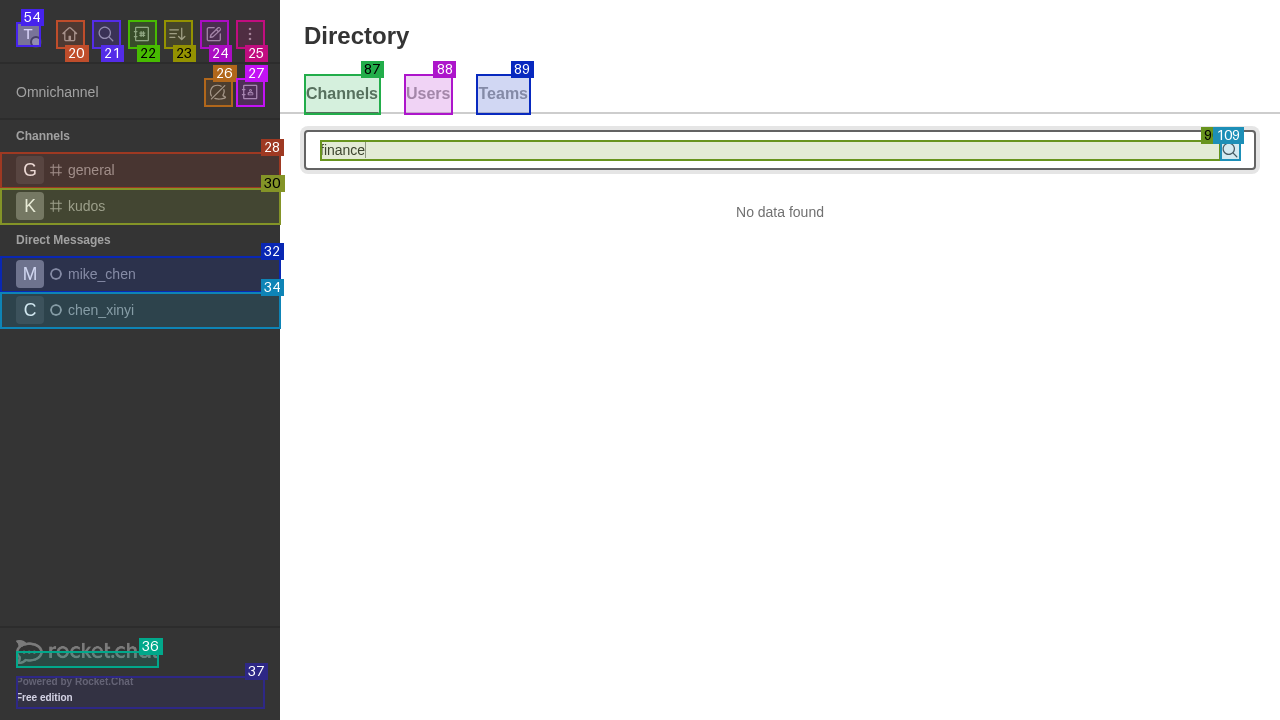 54
T
20
21
22
23
24
25
Omnichannel
26
27
Channels
28
G general
30
K kudos
Direct Messages
32
M mike_chen
34
C chen_xinyi
36
rocket.chat
37
Powered by Rocket.Chat
Free edition
Directory
87
88
89
Channels Users Teams
109
finance
No data found